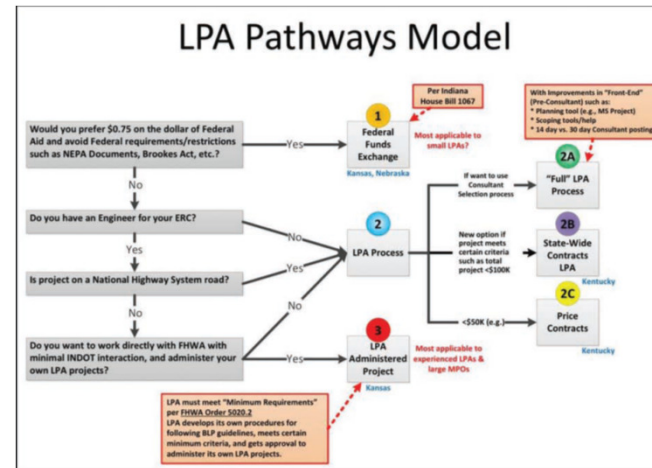 LPA Pathways Model
Would you prefer $0.75 on the dollar of Federal
Aid and avoid Federal requirements/restrictions
such as NEPA Documents, Brookes Act, etc.?
No
Do you have an Engineer for your ERC?
Yes
Is project on a National Highway System road?
No
Do you want to work directly with FHWA with
minimal INDOT interaction, and administer your
own LPA projects?
Yes
No
Yes
No
Yes
Per Indiana
House Bill 1067
1
Federal
Funds
Exchange
Kansas, Nebraska
Most applicable to
small LPAs?
2
LPA Process
3
LPA
Administered
Project
Kansas
Most applicable to
experienced LPAs &
large MPOs
LPA must meet "Minimum Requirements"
per FHWA Order 5020.2
LPA develops its own procedures for
following BLP guidelines, meets certain
minimum criteria, and gets approval to
administer its own LPA projects.
With Improvements in "Front-End"
(Pre-Consultant) such as:
* Planning tool (e.g., MS Project)
* Scoping tools/help
* 14 day vs. 30 day Consultant posting
If want to use
Consultant
Selection process
2A
"Full" LPA
Process
New option if
project meets
certain criteria
such as total
project <$100K
2B
State-Wide
Contracts
LPA
Kentucky
<$50K (e.g.)
2C
Price
Contracts
Kentucky